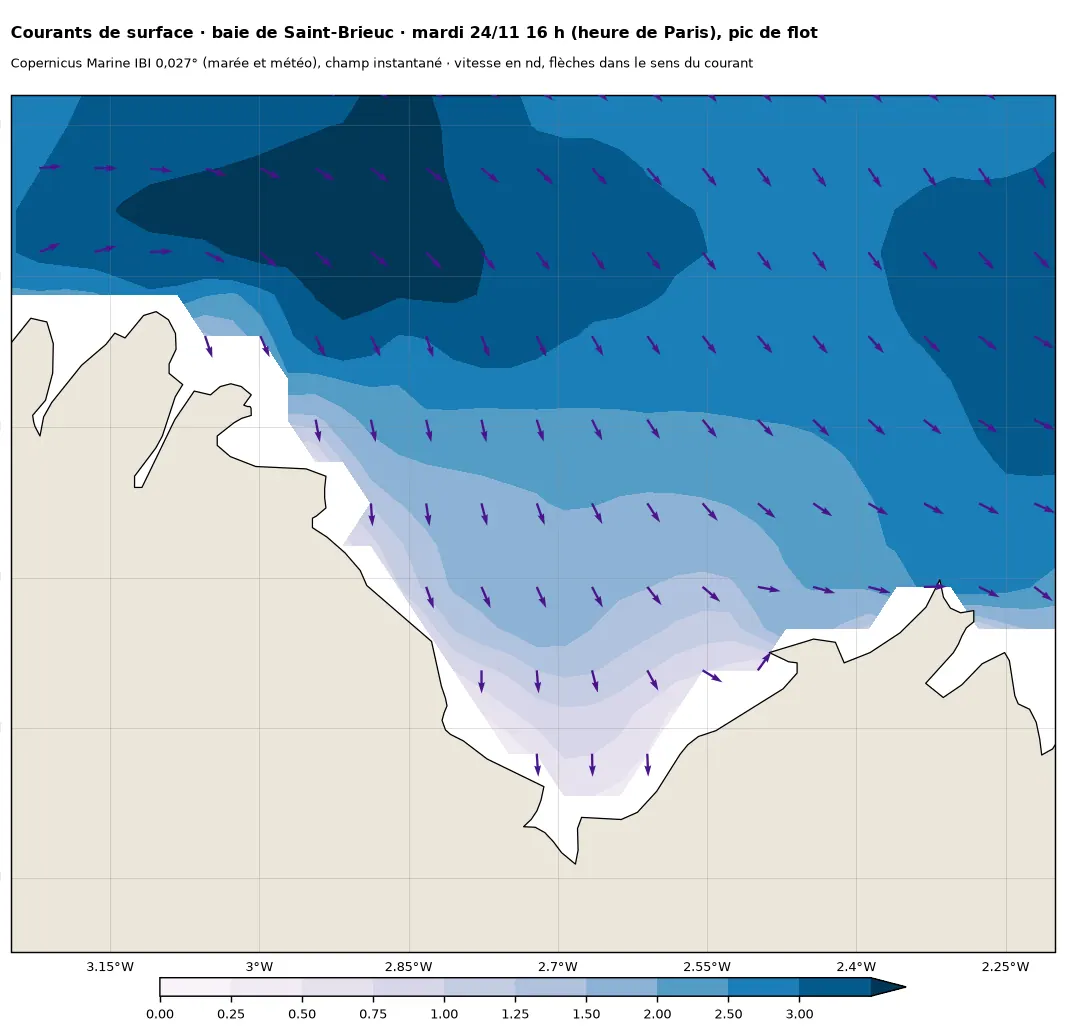 Courants de surface · baie de Saint-Brieuc · mardi 24/11 16 h (heure de Paris), pic de flot
Copernicus Marine IBI 0,027° (marée et météo), champ instantané · vitesse en nd, flèches dans le sens du courant
3.15°W 3°W 2.85°W 2.7°W 2.55°W 2.4°W 2.25°W
0.00 0.25 0.50 0.75 1.00 1.25 1.50 2.00 2.50 3.00